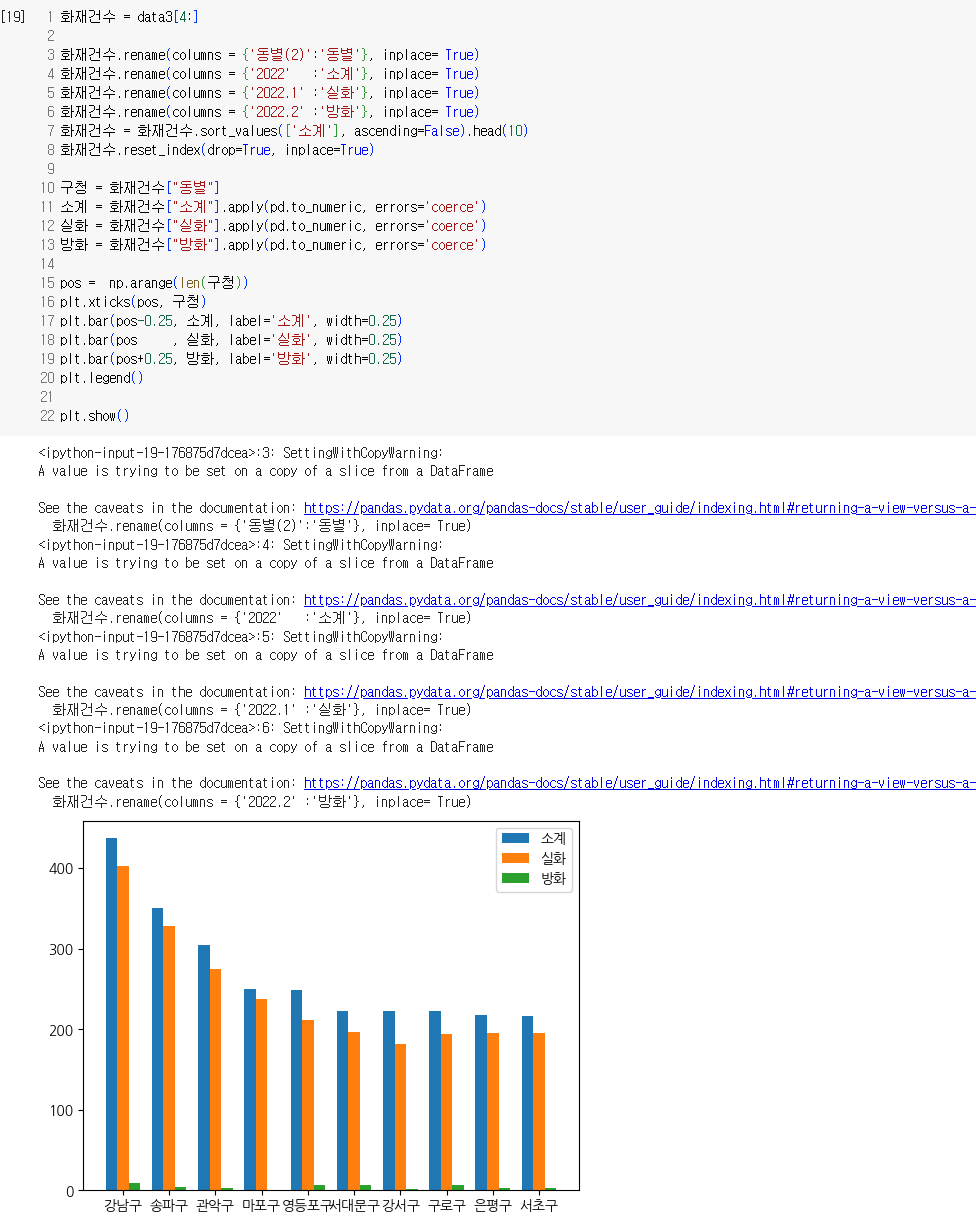 [19] 1 화재건수 = data3[4:]
2
3 화재건수.rename(columns = {'동별(2)':'동별'}, inplace= True)
4 화재건수.rename(columns = {'2022'   :'소계'}, inplace= True)
5 화재건수.rename(columns = {'2022.1' :'실화'}, inplace= True)
6 화재건수.rename(columns = {'2022.2' :'방화'}, inplace= True)
7 화재건수 = 화재건수.sort_values(['소계'], ascending=False).head(10)
8 화재건수.reset_index(drop=True, inplace=True)
9
10 구청 = 화재건수["동별"]
11 소계 = 화재건수["소계"].apply(pd.to_numeric, errors='coerce')
12 실화 = 화재건수["실화"].apply(pd.to_numeric, errors='coerce')
13 방화 = 화재건수["방화"].apply(pd.to_numeric, errors='coerce')
14
15 pos =  np.arange(len(구청))
16 plt.xticks(pos, 구청)
17 plt.bar(pos-0.25, 소계, label='소계', width=0.25)
18 plt.bar(pos     , 실화, label='실화', width=0.25)
19 plt.bar(pos+0.25, 방화, label='방화', width=0.25)
20 plt.legend()
21
22 plt.show()
<ipython-input-19-176875d7dcea>:3: SettingWithCopyWarning:
A value is trying to be set on a copy of a slice from a DataFrame
See the caveats in the documentation: https://pandas.pydata.org/pandas-docs/stable/user_guide/indexing.html#returning-a-view-versus-a-
화재건수.rename(columns = {'동별(2)':'동별'}, inplace= True)
<ipython-input-19-176875d7dcea>:4: SettingWithCopyWarning:
A value is trying to be set on a copy of a slice from a DataFrame
See the caveats in the documentation: https://pandas.pydata.org/pandas-docs/stable/user_guide/indexing.html#returning-a-view-versus-a-
화재건수.rename(columns = {'2022'   :'소계'}, inplace= True)
<ipython-input-19-176875d7dcea>:5: SettingWithCopyWarning:
A value is trying to be set on a copy of a slice from a DataFrame
See the caveats in the documentation: https://pandas.pydata.org/pandas-docs/stable/user_guide/indexing.html#returning-a-view-versus-a-
화재건수.rename(columns = {'2022.1' :'실화'}, inplace= True)
<ipython-input-19-176875d7dcea>:6: SettingWithCopyWarning:
A value is trying to be set on a copy of a slice from a DataFrame
See the caveats in the documentation: https://pandas.pydata.org/pandas-docs/stable/user_guide/indexing.html#returning-a-view-versus-a-
화재건수.rename(columns = {'2022.2' :'방화'}, inplace= True)
소계
실화
방화
400
300
200
100
0
강남구 송파구 관악구 마포구 영등포구 서대문구 강서구 구로구 은평구 서초구